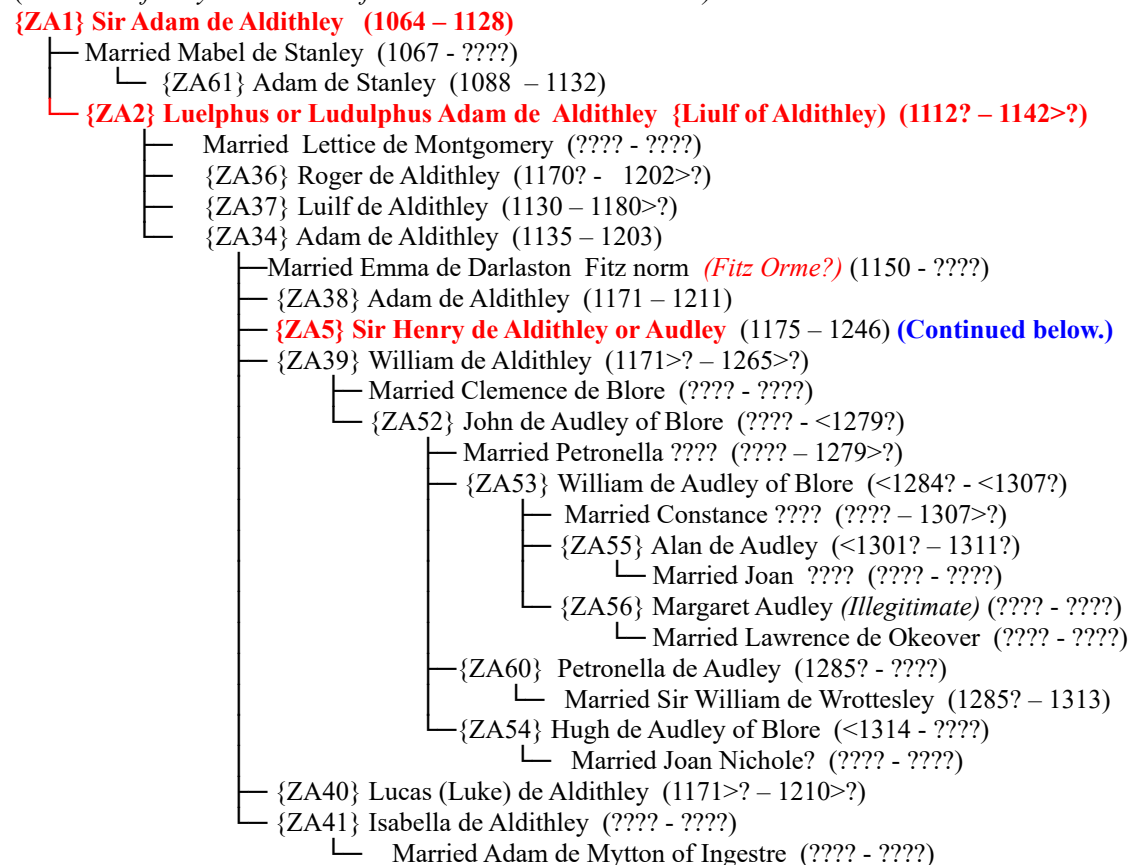 {ZA1} Sir Adam de Aldithley (1064 – 1128)
Married Mabel de Stanley (1067 - ????)
{ZA61} Adam de Stanley (1088 – 1132)
{ZA2} Luelphus or Ludulphus Adam de Aldithley {Liulf of Aldithley) (1112? – 1142>?)
Married Lettice de Montgomery (???? - ????)
{ZA36} Roger de Aldithley (1170? - 1202>?)
{ZA37} Luilf de Aldithley (1130 – 1180>?)
{ZA34} Adam de Aldithley (1135 – 1203)
Married Emma de Darlaston Fitz norm (Fitz Orme?) (1150 - ????)
{ZA38} Adam de Aldithley (1171 – 1211)
{ZA5} Sir Henry de Aldithley or Audley (1175 – 1246) (Continued below.)
{ZA39} William de Aldithley (1171>? – 1265>?)
Married Clemence de Blore (???? - ????)
{ZA52} John de Audley of Blore (???? - <1279?)
Married Petronella ???? (???? – 1279>?)
{ZA53} William de Audley of Blore (<1284? - <1307?)
Married Constance ???? (???? – 1307>?)
{ZA55} Alan de Audley (<1301? – 1311?)
Married Joan ???? (???? - ????)
{ZA56} Margaret Audley (Illegitimate) (???? - ????)
Married Lawrence de Okeover (???? - ????)
{ZA60} Petronella de Audley (1285? - ????)
Married Sir William de Wrottesley (1285? – 1313)
{ZA54} Hugh de Audley of Blore (<1314 - ????)
Married Joan Nichole? (???? - ????)
{ZA40} Lucas (Luke) de Aldithley (1171>? – 1210>?)
{ZA41} Isabella de Aldithley (???? - ????)
Married Adam de Mytton of Ingestre (???? - ????)